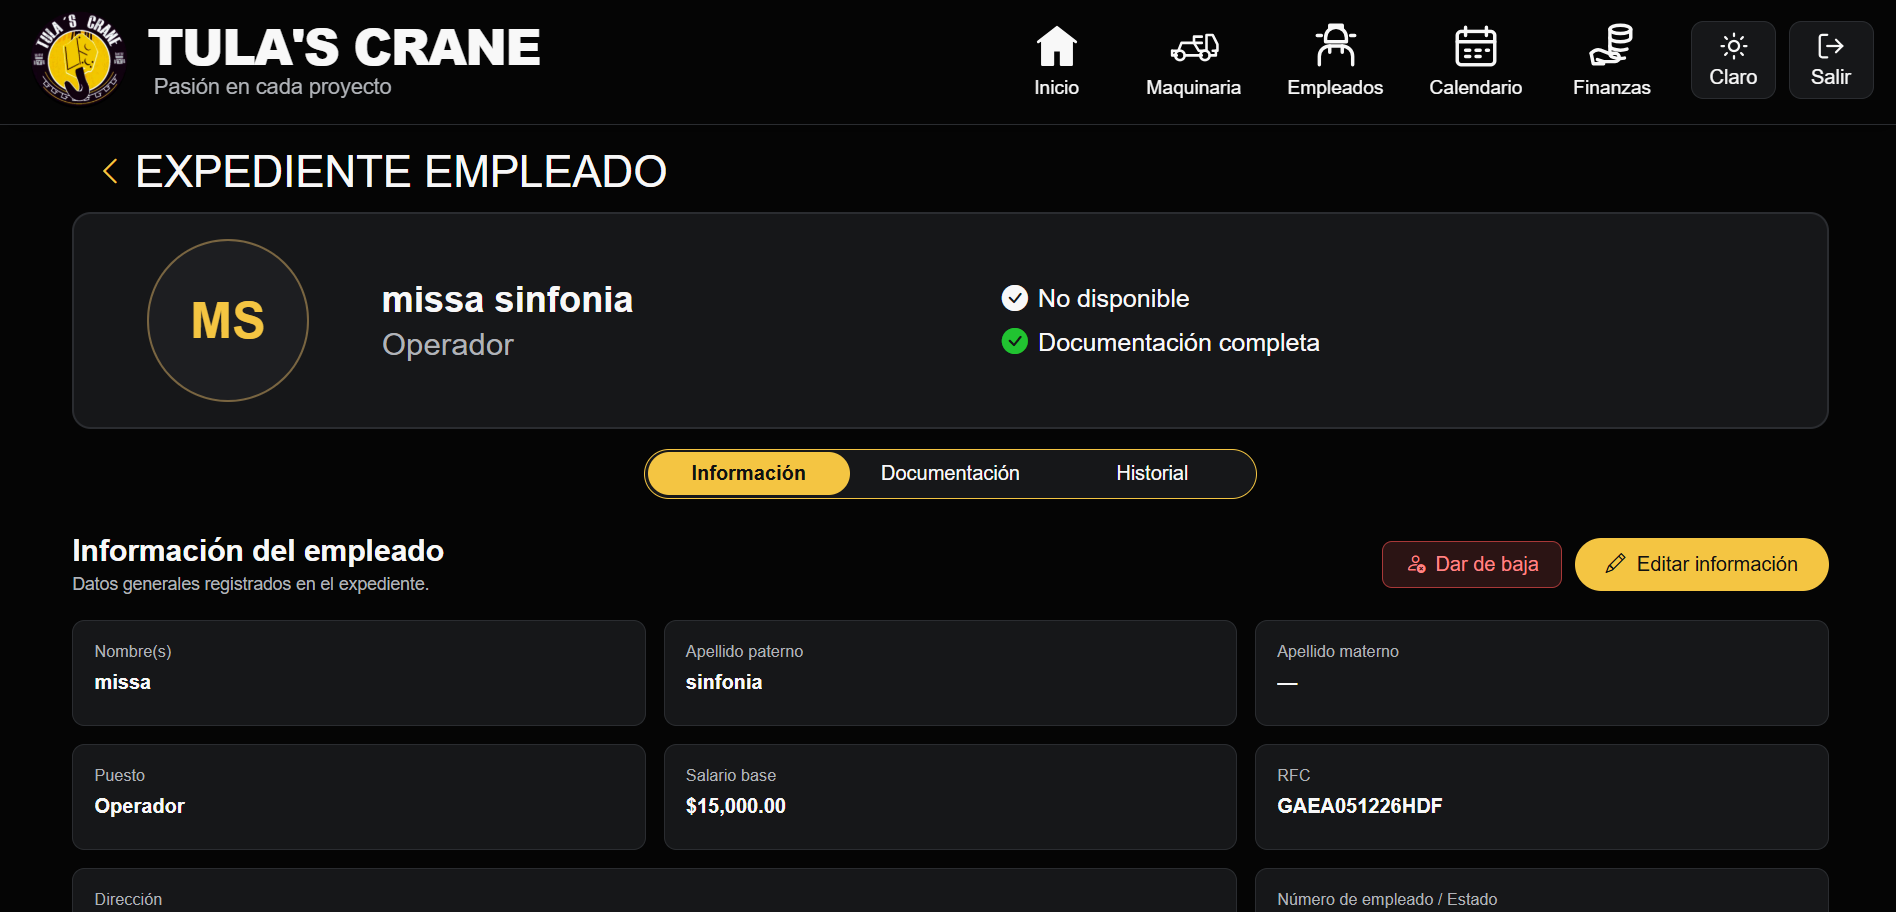 TULA'S CRANE
TULA'S CRANE
Pasión en cada proyecto
Inicio
Maquinaria
Empleados
Calendario
Finanzas
Claro
Salir
EXPEDIENTE EMPLEADO
MS
missa sinfonia
Operador
No disponible
Documentación completa
Información
Documentación
Historial
Información del empleado
Datos generales registrados en el expediente.
Dar de baja
Editar información
Nombre(s)
missa
Apellido paterno
sinfonia
Apellido materno
—
Puesto
Operador
Salario base
$15,000.00
RFC
GAEA051226HDF
Dirección
Número de empleado / Estado